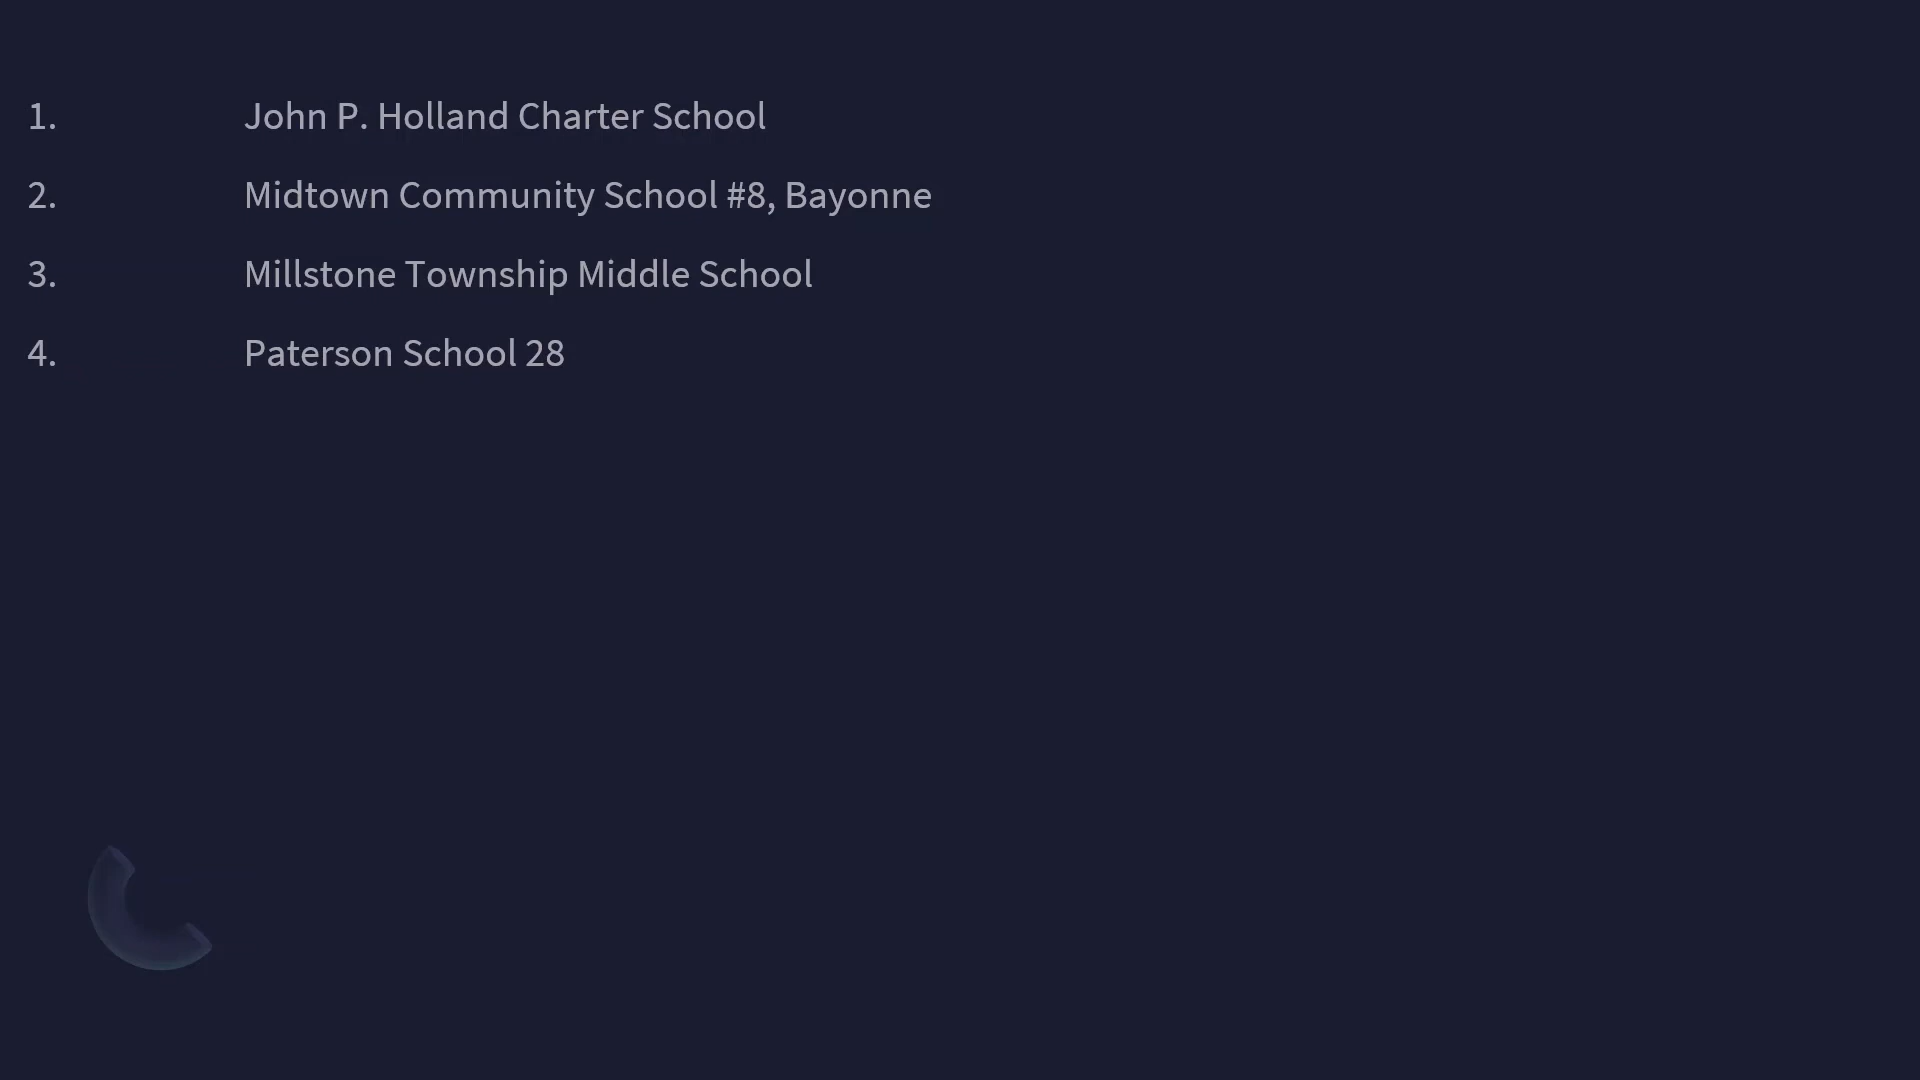 1. John P. Holland Charter School
2. Midtown Community School #8, Bayonne
3. Millstone Township Middle School
4. Paterson School 28